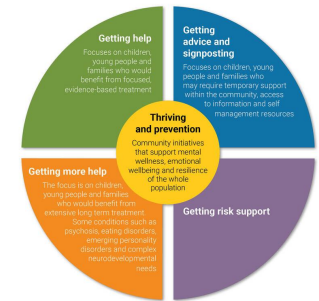 Getting help
Focuses on children,
young people and
families who would
benefit from focused,
evidence-based treatment
Getting
advice and
signposting
Focuses on children, young
people and families who
may require temporary support
within the community, access
to information and self
management resources
Thriving
and prevention
Community initiatives
that support mental
wellness, emotional
wellbeing and resilience
of the whole
population
Getting more help
The focus is on children,
young people and families,
who would benefit from
extensive long term treatment.
Some conditions such as
psychosis, eating disorders,
emerging personality
disorders and complex
neurodevelopmental
needs
Getting risk support